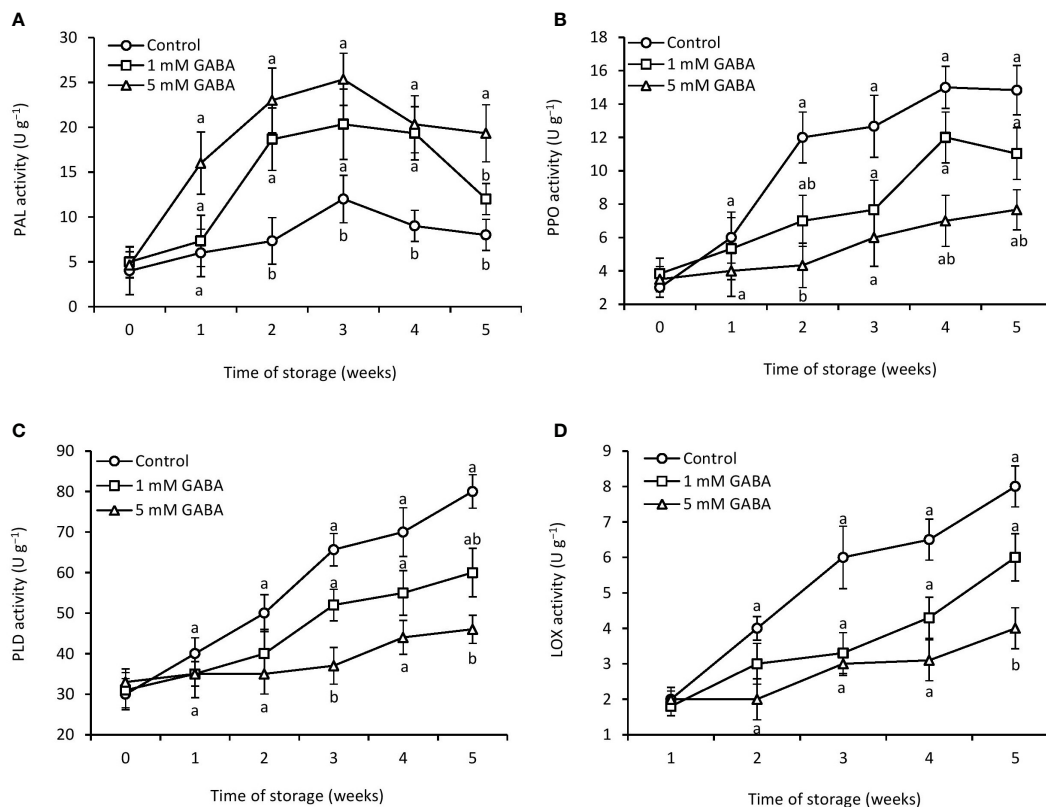 A
PAL activity (U g⁻¹)
30
25
20
15
10
5
0
Control
1 mM GABA
5 mM GABA
a
a
a
a
a
a
a
a
a
b
a
b
b
b
b
0 1 2 3 4 5
Time of storage (weeks)
B
PPO activity (U g⁻¹)
18
16
14
12
10
8
6
4
2
Control
1 mM GABA
5 mM GABA
a
a
a
a
a
ab
a
a
a
a
b
a
ab
ab
0 1 2 3 4 5
Time of storage (weeks)
C
PLD activity (U g⁻¹)
90
80
70
60
50
40
30
20
Control
1 mM GABA
5 mM GABA
a
a
a
a
a
a
a
ab
a
a
b
a
b
0 1 2 3 4 5
Time of storage (weeks)
D
LOX activity (U g⁻¹)
9
8
7
6
5
4
3
2
1
Control
1 mM GABA
5 mM GABA
a
a
a
a
a
a
a
a
a
a
b
1 2 3 4 5
Time of storage (weeks)